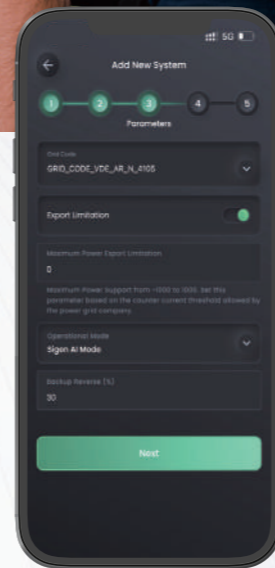 5G
Add New System
1 2 3 4 5
Parameters
Grid Code
GRID_CODE_VDE_AR_N_4105
Export Limitation
Maximum Power Export Limitation
0
Maximum Power Support from -1000 to 1000. Set this
parameter based on the counter current threshold allowed by
the power grid company.
Operational Mode
Sigen AI Mode
Backup Reverse (%)
30
Next